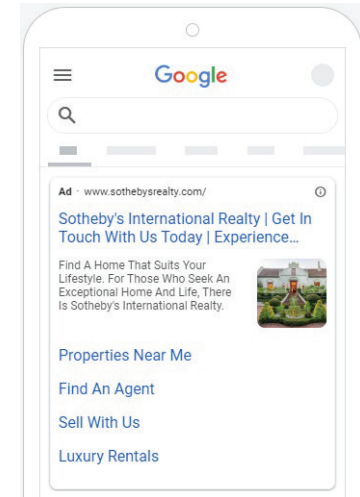 Google
Ad · www.sothebysrealty.com/
Sotheby's International Realty | Get In
Touch With Us Today | Experience...
Find A Home That Suits Your
Lifestyle. For Those Who Seek An
Exceptional Home And Life, There
Is Sotheby's International Realty.
Properties Near Me
Find An Agent
Sell With Us
Luxury Rentals